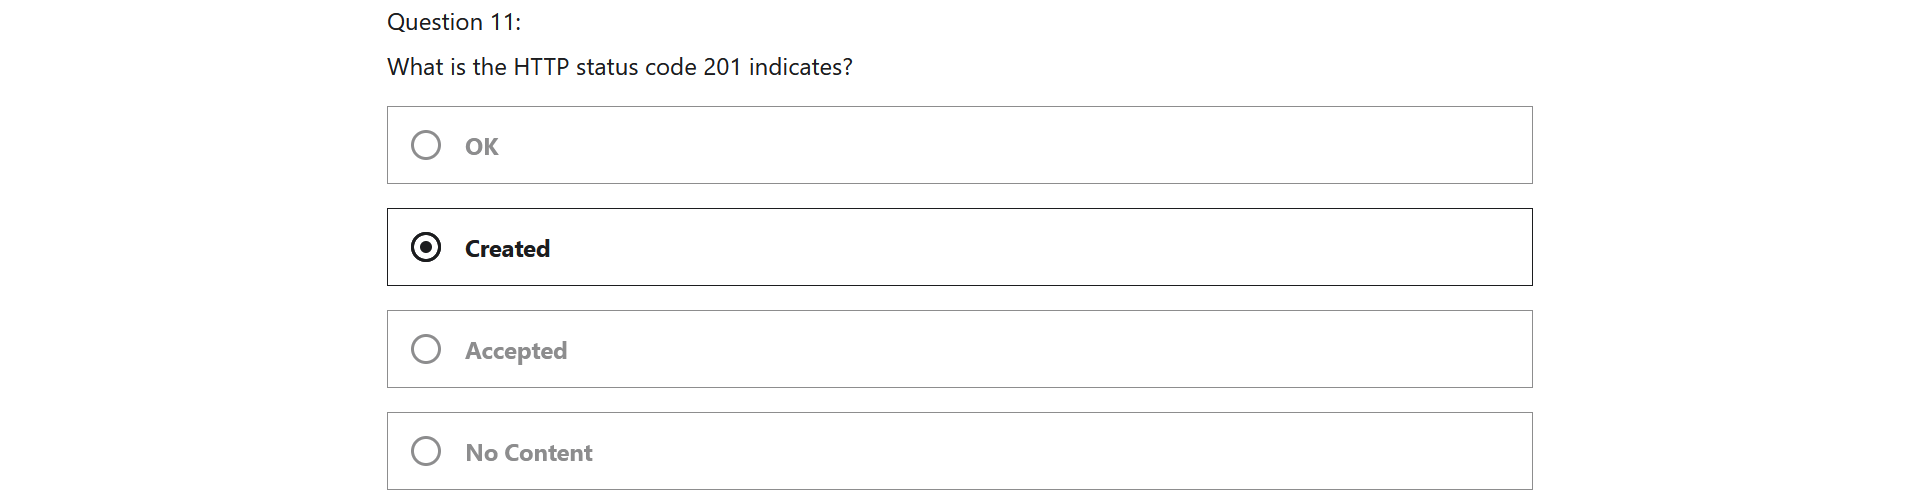 Question 11:
What is the HTTP status code 201 indicates?
OK
Created
Accepted
No Content